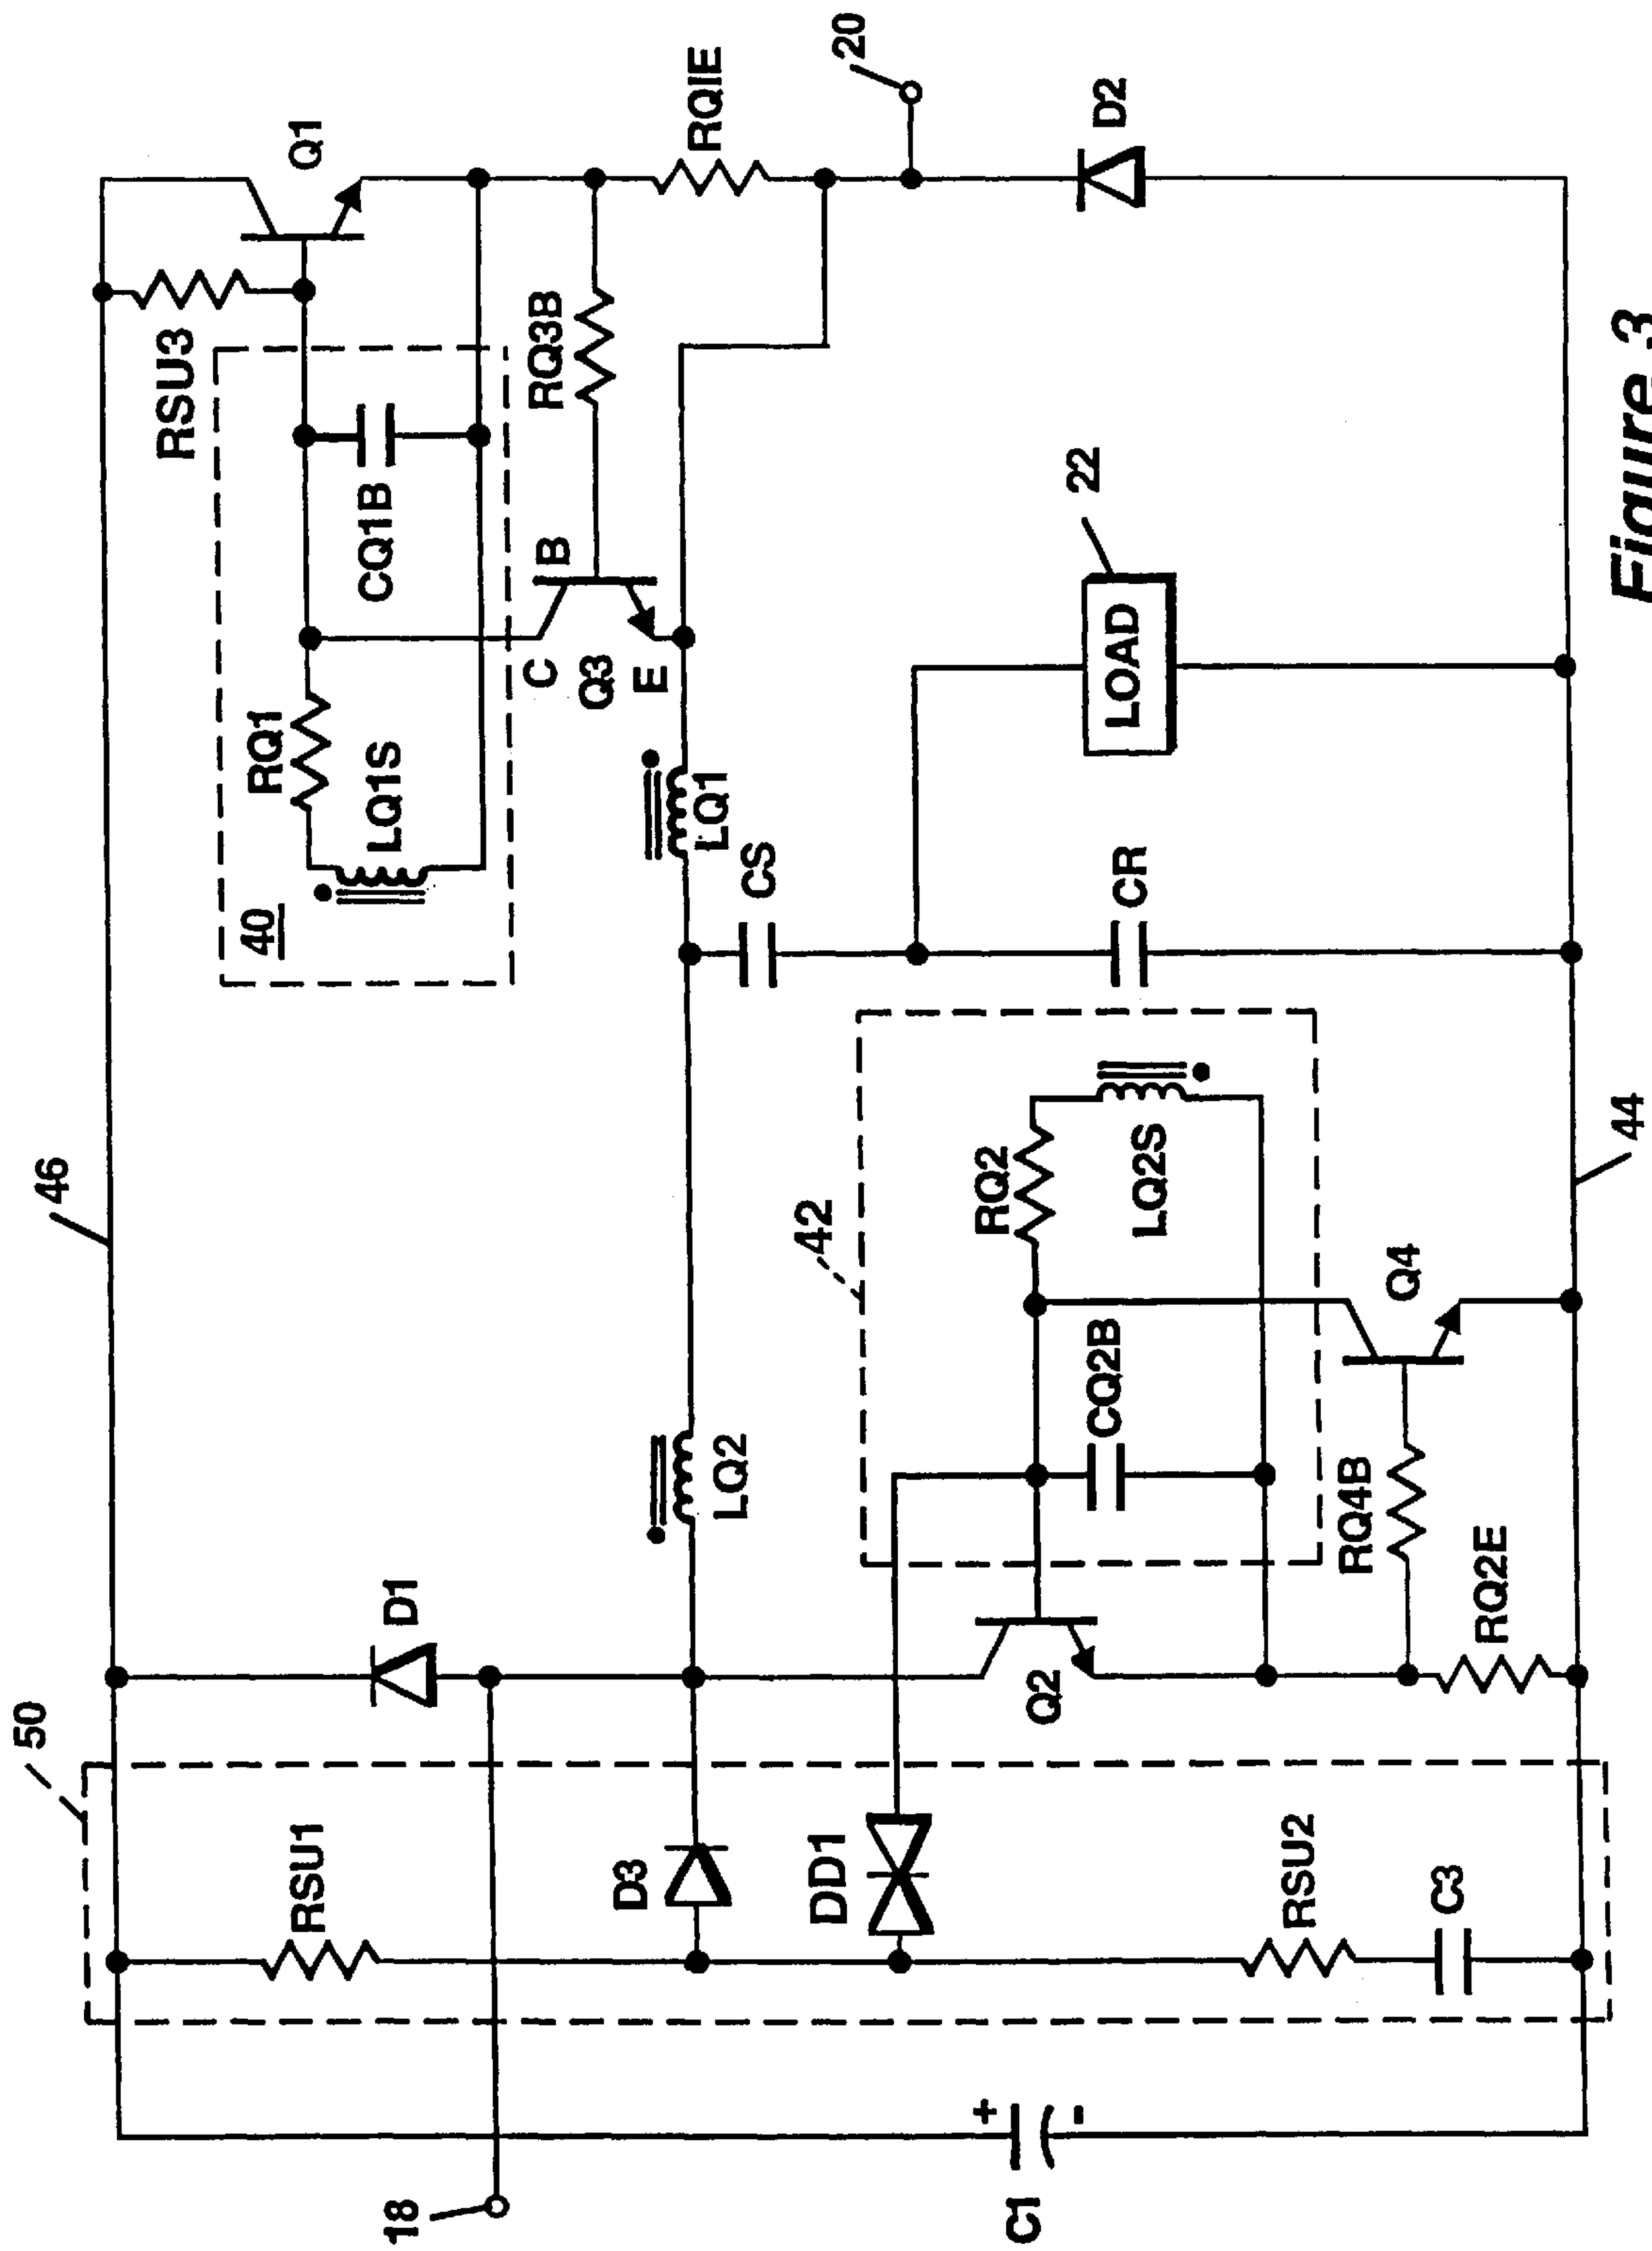 46
50
Q1
RSU3
40
RQ1
LQ1S
CQ1B
RQ3B
RQIE
20
D2
D1
RSU1
18
D3
LQ2
LQ1
C
B
Q3
E
CS
22
LOAD
CR
DD1
42
RQ2
LQ2S
CQ2B
Q2
Q4
RQ4B
RQ2E
RSU2
C3
+
-
C1
44
Figure 3